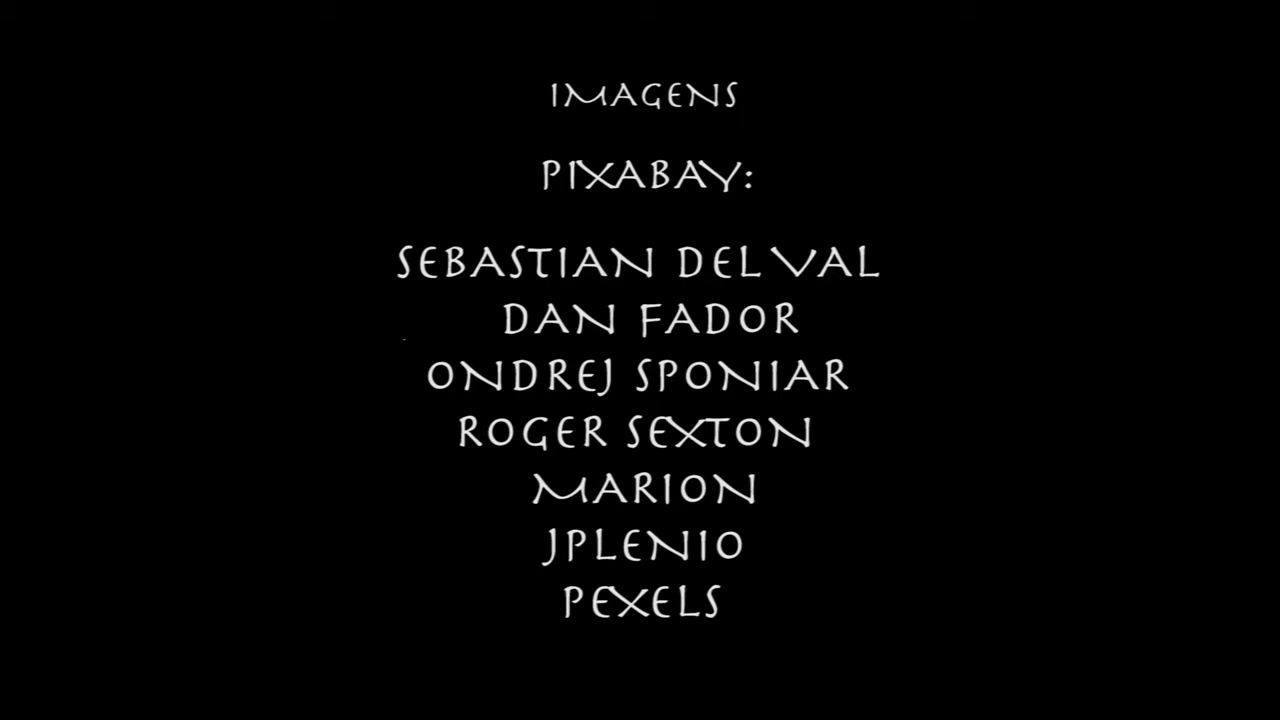 IMAGENS
PIXABAY:
SEBASTIAN DEL VAL
DAN FADOR
ONDREJ SPONIAR
ROGER SEXTON
MARION
JPLENIO
PEXELS